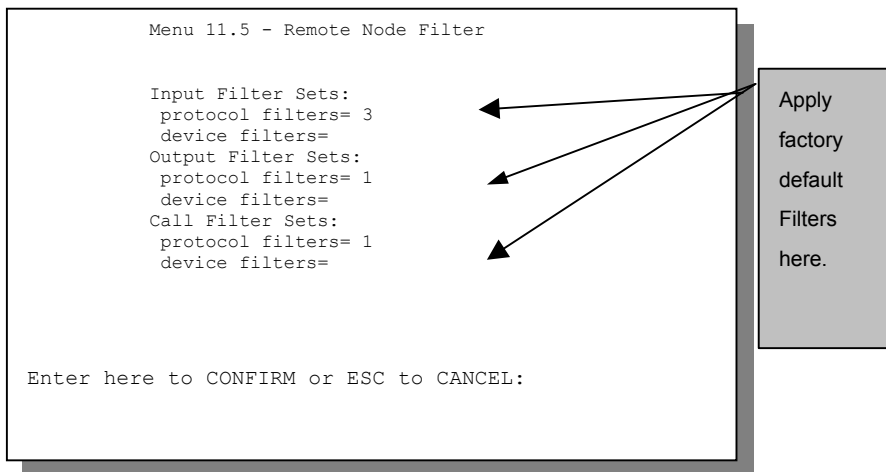 Menu 11.5 - Remote Node Filter
Input Filter Sets:
protocol filters= 3
device filters=
Output Filter Sets:
protocol filters= 1
device filters=
Call Filter Sets:
protocol filters= 1
device filters=
Enter here to CONFIRM or ESC to CANCEL:
Apply
factory
default
Filters
here.